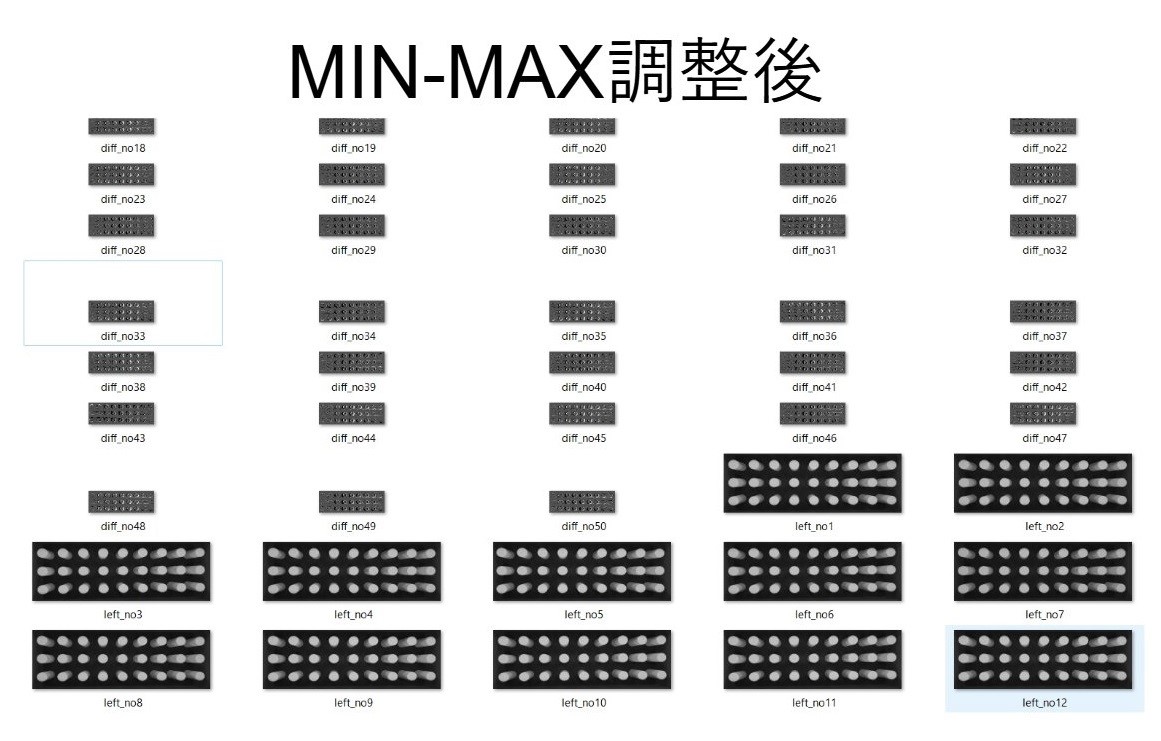 MIN-MAX調整後
diff_no18 diff_no19 diff_no20 diff_no21 diff_no22
diff_no23 diff_no24 diff_no25 diff_no26 diff_no27
diff_no28 diff_no29 diff_no30 diff_no31 diff_no32
diff_no33 diff_no34 diff_no35 diff_no36 diff_no37
diff_no38 diff_no39 diff_no40 diff_no41 diff_no42
diff_no43 diff_no44 diff_no45 diff_no46 diff_no47
diff_no48 diff_no49 diff_no50 left_no1 left_no2
left_no3 left_no4 left_no5 left_no6 left_no7
left_no8 left_no9 left_no10 left_no11 left_no12